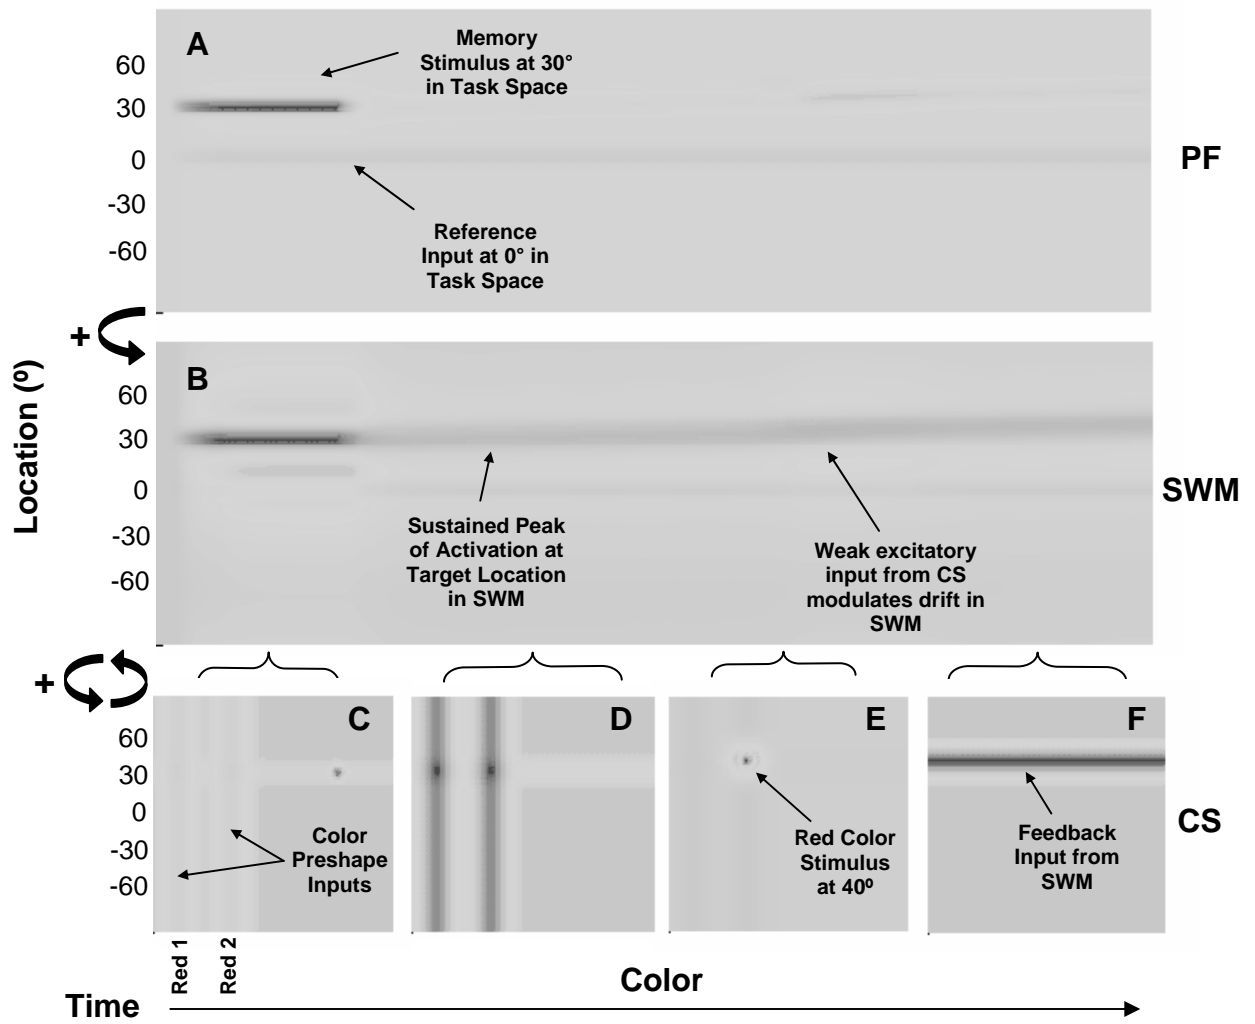 A
Memory
Stimulus at 30°
in Task Space
60
30
0
-30
-60
Reference
Input at 0° in
Task Space
PF
+
Location (º)
B
60
30
0
-30
-60
Sustained Peak
of Activation at
Target Location
in SWM
Weak excitatory
input from CS
modulates drift in
SWM
SWM
+
60
30
0
-30
-60
C
Color
Preshape
Inputs
D
E
Red Color
Stimulus
at 40º
F
Feedback
Input from
SWM
CS
Red 1
Red 2
Color
Time